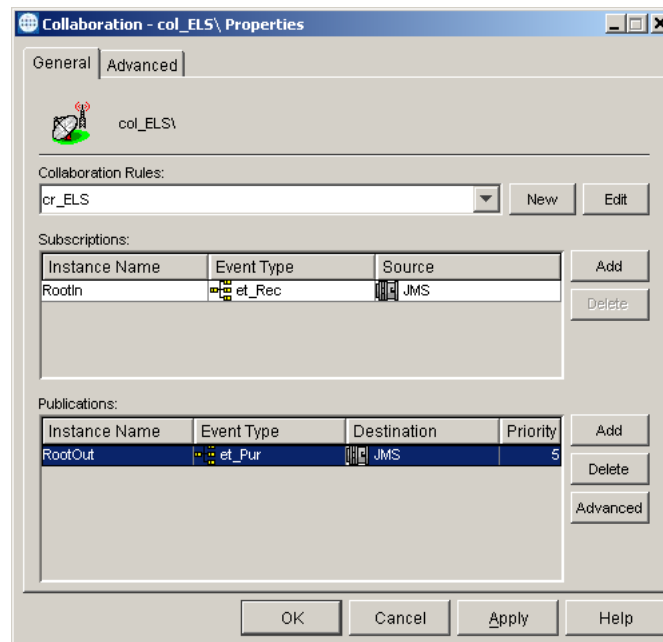 Collaboration - col_ELS\ Properties
General Advanced
col_ELS\
Collaboration Rules:
cr_ELS New Edit
Subscriptions:
Instance Name Event Type Source Add
RootIn et_Rec JMS
Delete
Publications:
Instance Name Event Type Destination Priority Add
RootOut et_Pur JMS 5
Delete
Advanced
OK Cancel Apply Help